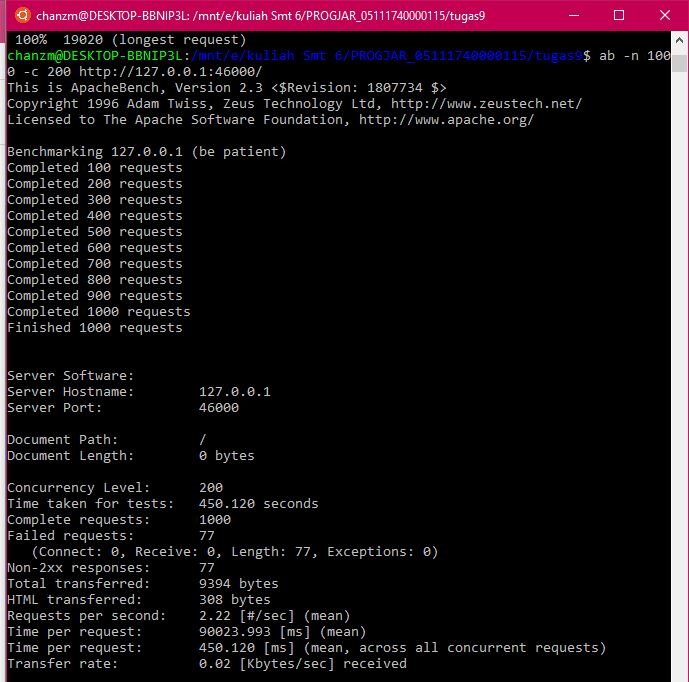 chanzm@DESKTOP-BBNIP3L: /mnt/e/kuliah Smt 6/PROGJAR_05111740000115/tugas9
100%  19020 (longest request)
chanzm@DESKTOP-BBNIP3L:/mnt/e/kuliah Smt 6/PROGJAR_05111740000115/tugas9$ ab -n 100
0 -c 200 http://127.0.0.1:46000/
This is ApacheBench, Version 2.3 <$Revision: 1807734 $>
Copyright 1996 Adam Twiss, Zeus Technology Ltd, http://www.zeustech.net/
Licensed to The Apache Software Foundation, http://www.apache.org/
Benchmarking 127.0.0.1 (be patient)
Completed 100 requests
Completed 200 requests
Completed 300 requests
Completed 400 requests
Completed 500 requests
Completed 600 requests
Completed 700 requests
Completed 800 requests
Completed 900 requests
Completed 1000 requests
Finished 1000 requests
Server Software:
Server Hostname:        127.0.0.1
Server Port:            46000
Document Path:          /
Document Length:        0 bytes
Concurrency Level:      200
Time taken for tests:   450.120 seconds
Complete requests:      1000
Failed requests:        77
   (Connect: 0, Receive: 0, Length: 77, Exceptions: 0)
Non-2xx responses:      77
Total transferred:      9394 bytes
HTML transferred:       308 bytes
Requests per second:    2.22 [#/sec] (mean)
Time per request:       90023.993 [ms] (mean)
Time per request:       450.120 [ms] (mean, across all concurrent requests)
Transfer rate:          0.02 [Kbytes/sec] received